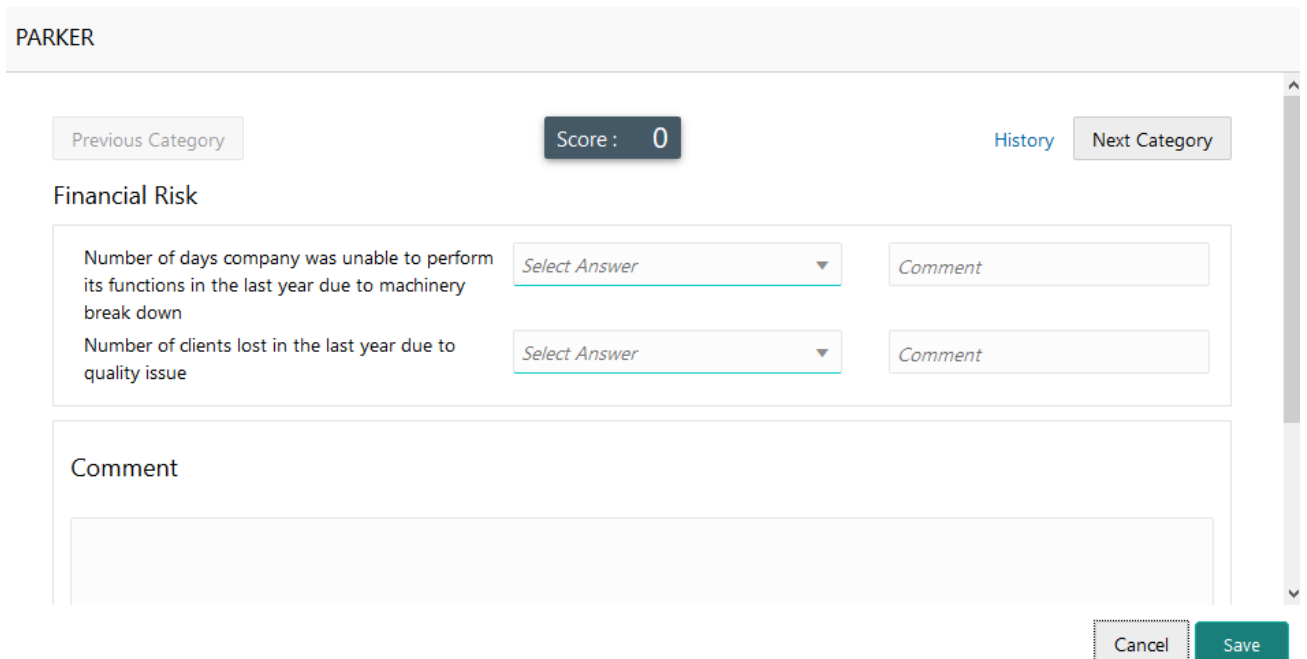 PARKER
Previous Category
Score : 0
History
Next Category
Financial Risk
Number of days company was unable to perform
its functions in the last year due to machinery
break down
Select Answer
Comment
Number of clients lost in the last year due to
quality issue
Select Answer
Comment
Comment
Cancel
Save